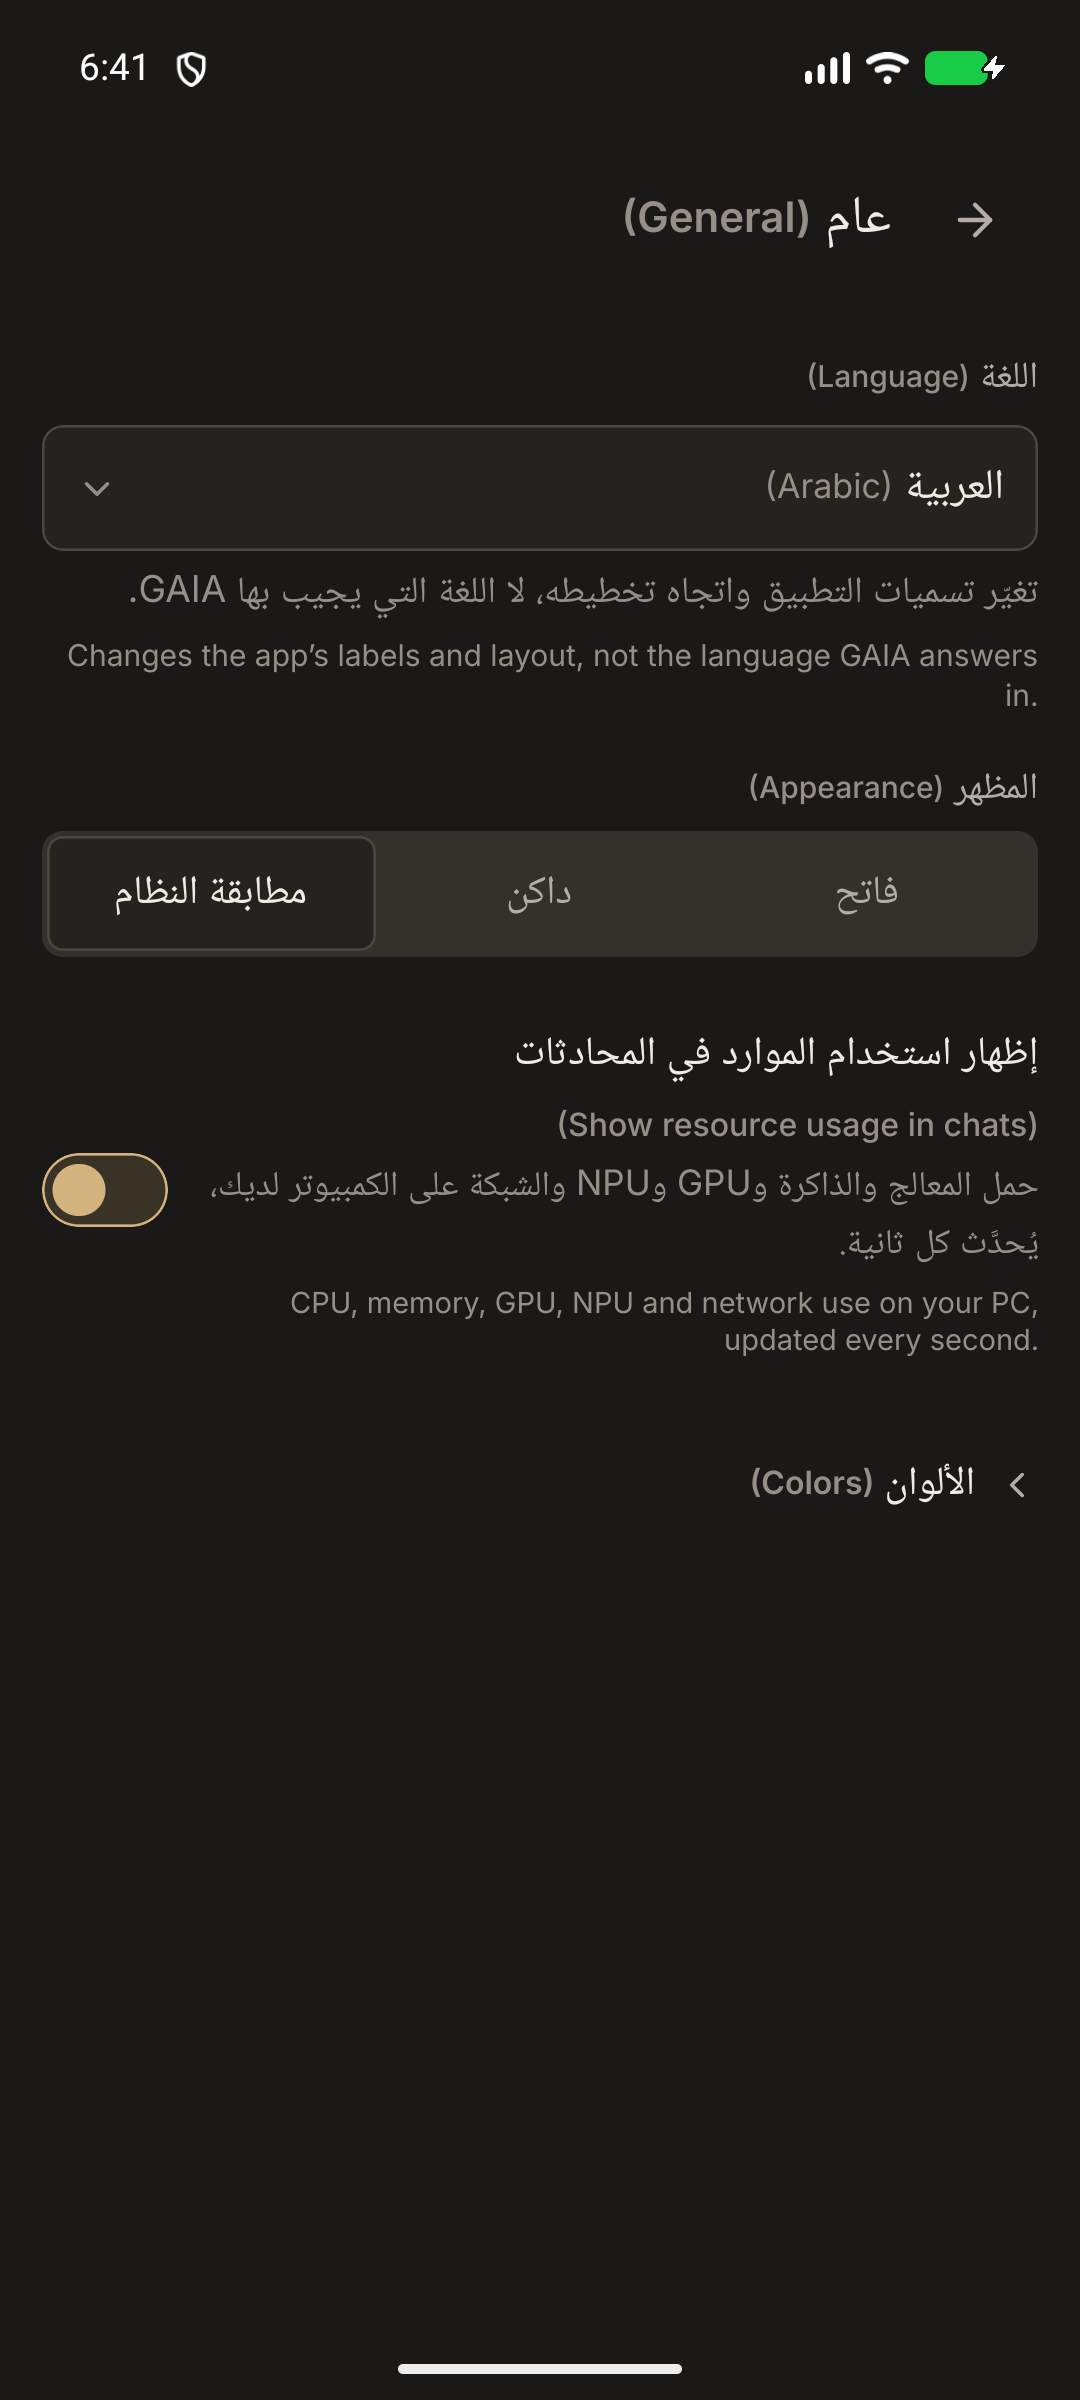 6:41
عام (General)
اللغة (Language)
العربية (Arabic)
تغيّر تسميات التطبيق واتجاه تخطيطه، لا اللغة التي يجيب بها GAIA.
Changes the app’s labels and layout, not the language GAIA answers
in.
المظهر (Appearance)
فاتح داكن مطابقة النظام
إظهار استخدام الموارد في المحادثات
(Show resource usage in chats)
حمل المعالج والذاكرة وGPU وNPU والشبكة على الكمبيوتر لديك،
يُحدَّث كل ثانية.
CPU, memory, GPU, NPU and network use on your PC,
updated every second.
الألوان (Colors)